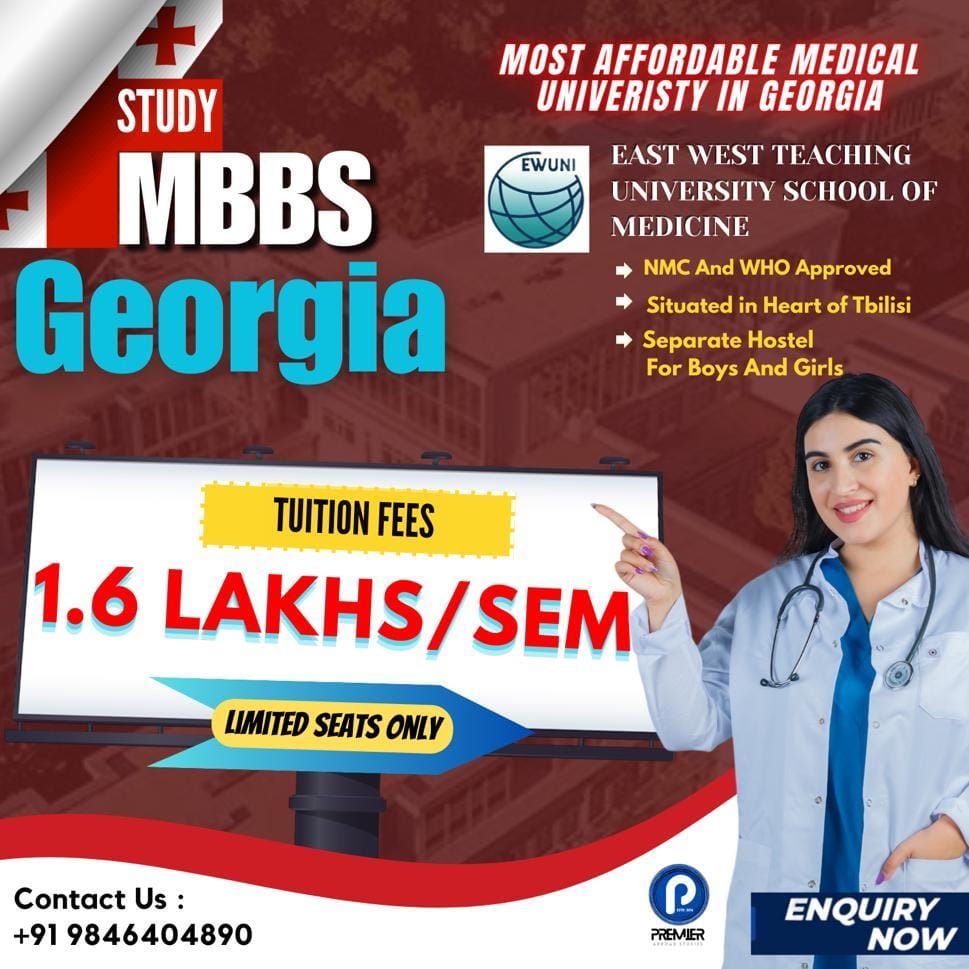 STUDY
MBBS
Georgia
MOST AFFORDABLE MEDICAL
UNIVERISTY IN GEORGIA
EWUNI
EAST WEST TEACHING
UNIVERSITY SCHOOL OF
MEDICINE
NMC And WHO Approved
Situated in Heart of Tbilisi
Separate Hostel
For Boys And Girls
TUITION FEES
1.6 LAKHS/SEM
LIMITED SEATS ONLY
Contact Us :
+91 9846404890
PREMIER
ABROAD STUDIES
ENQUIRY
NOW